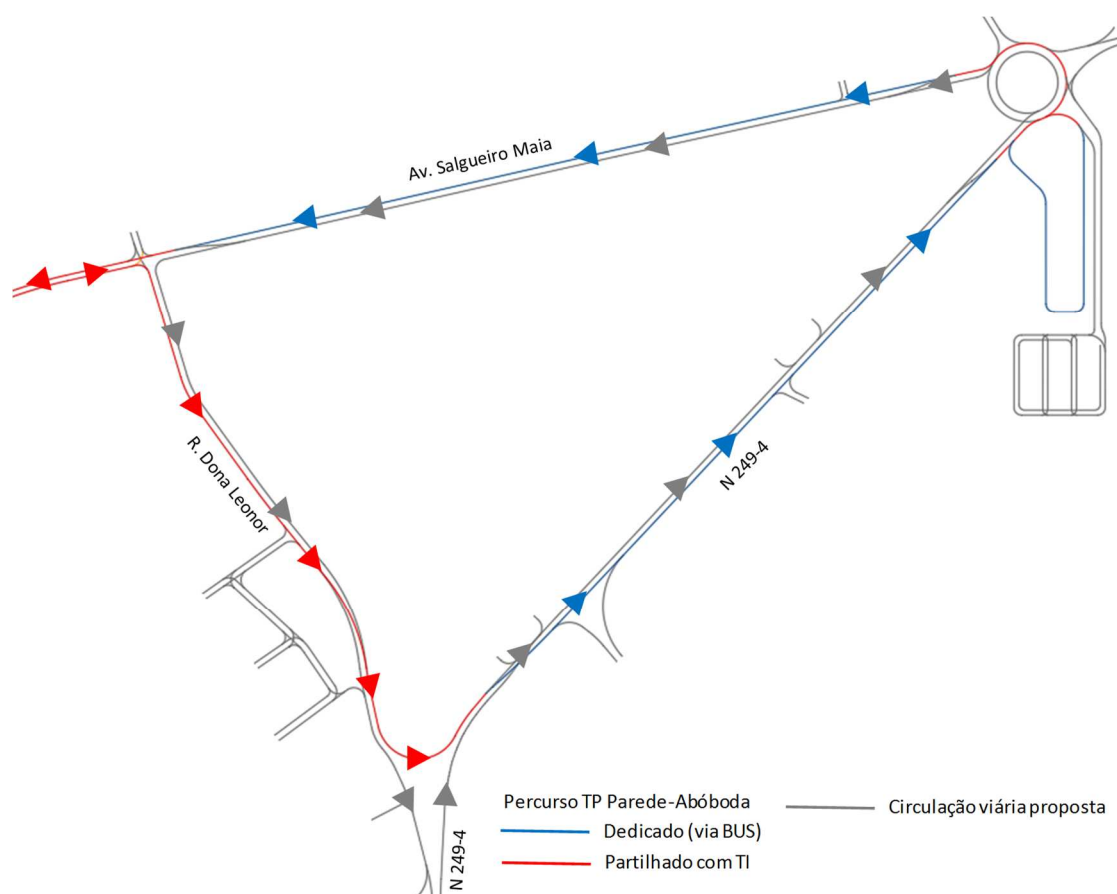 Av. Salgueiro Maia
R. Dona Leonor
N 249-4
N 249-4
Percurso TP Parede-Abóboda
Dedicado (via BUS)
Partilhado com TI
Circulação viária proposta